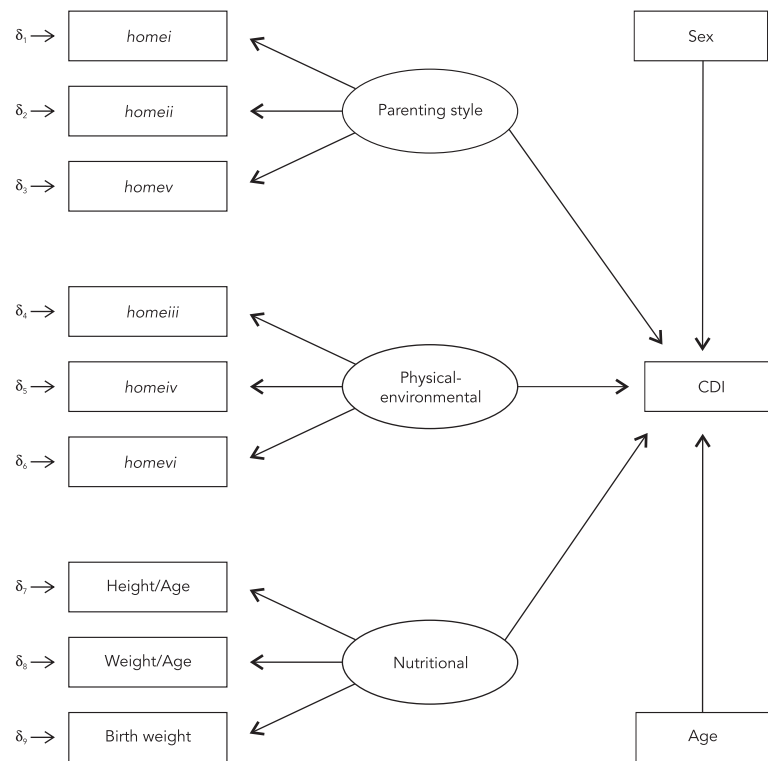 δ₁
homei
Sex
Parenting style
δ₂
homeii
δ₃
homev
δ₄
homeiii
Physical-
environmental
δ₅
homeiv
CDI
δ₆
homevi
δ₇
Height/Age
δ₈
Weight/Age
Nutritional
δ₉
Birth weight
Age